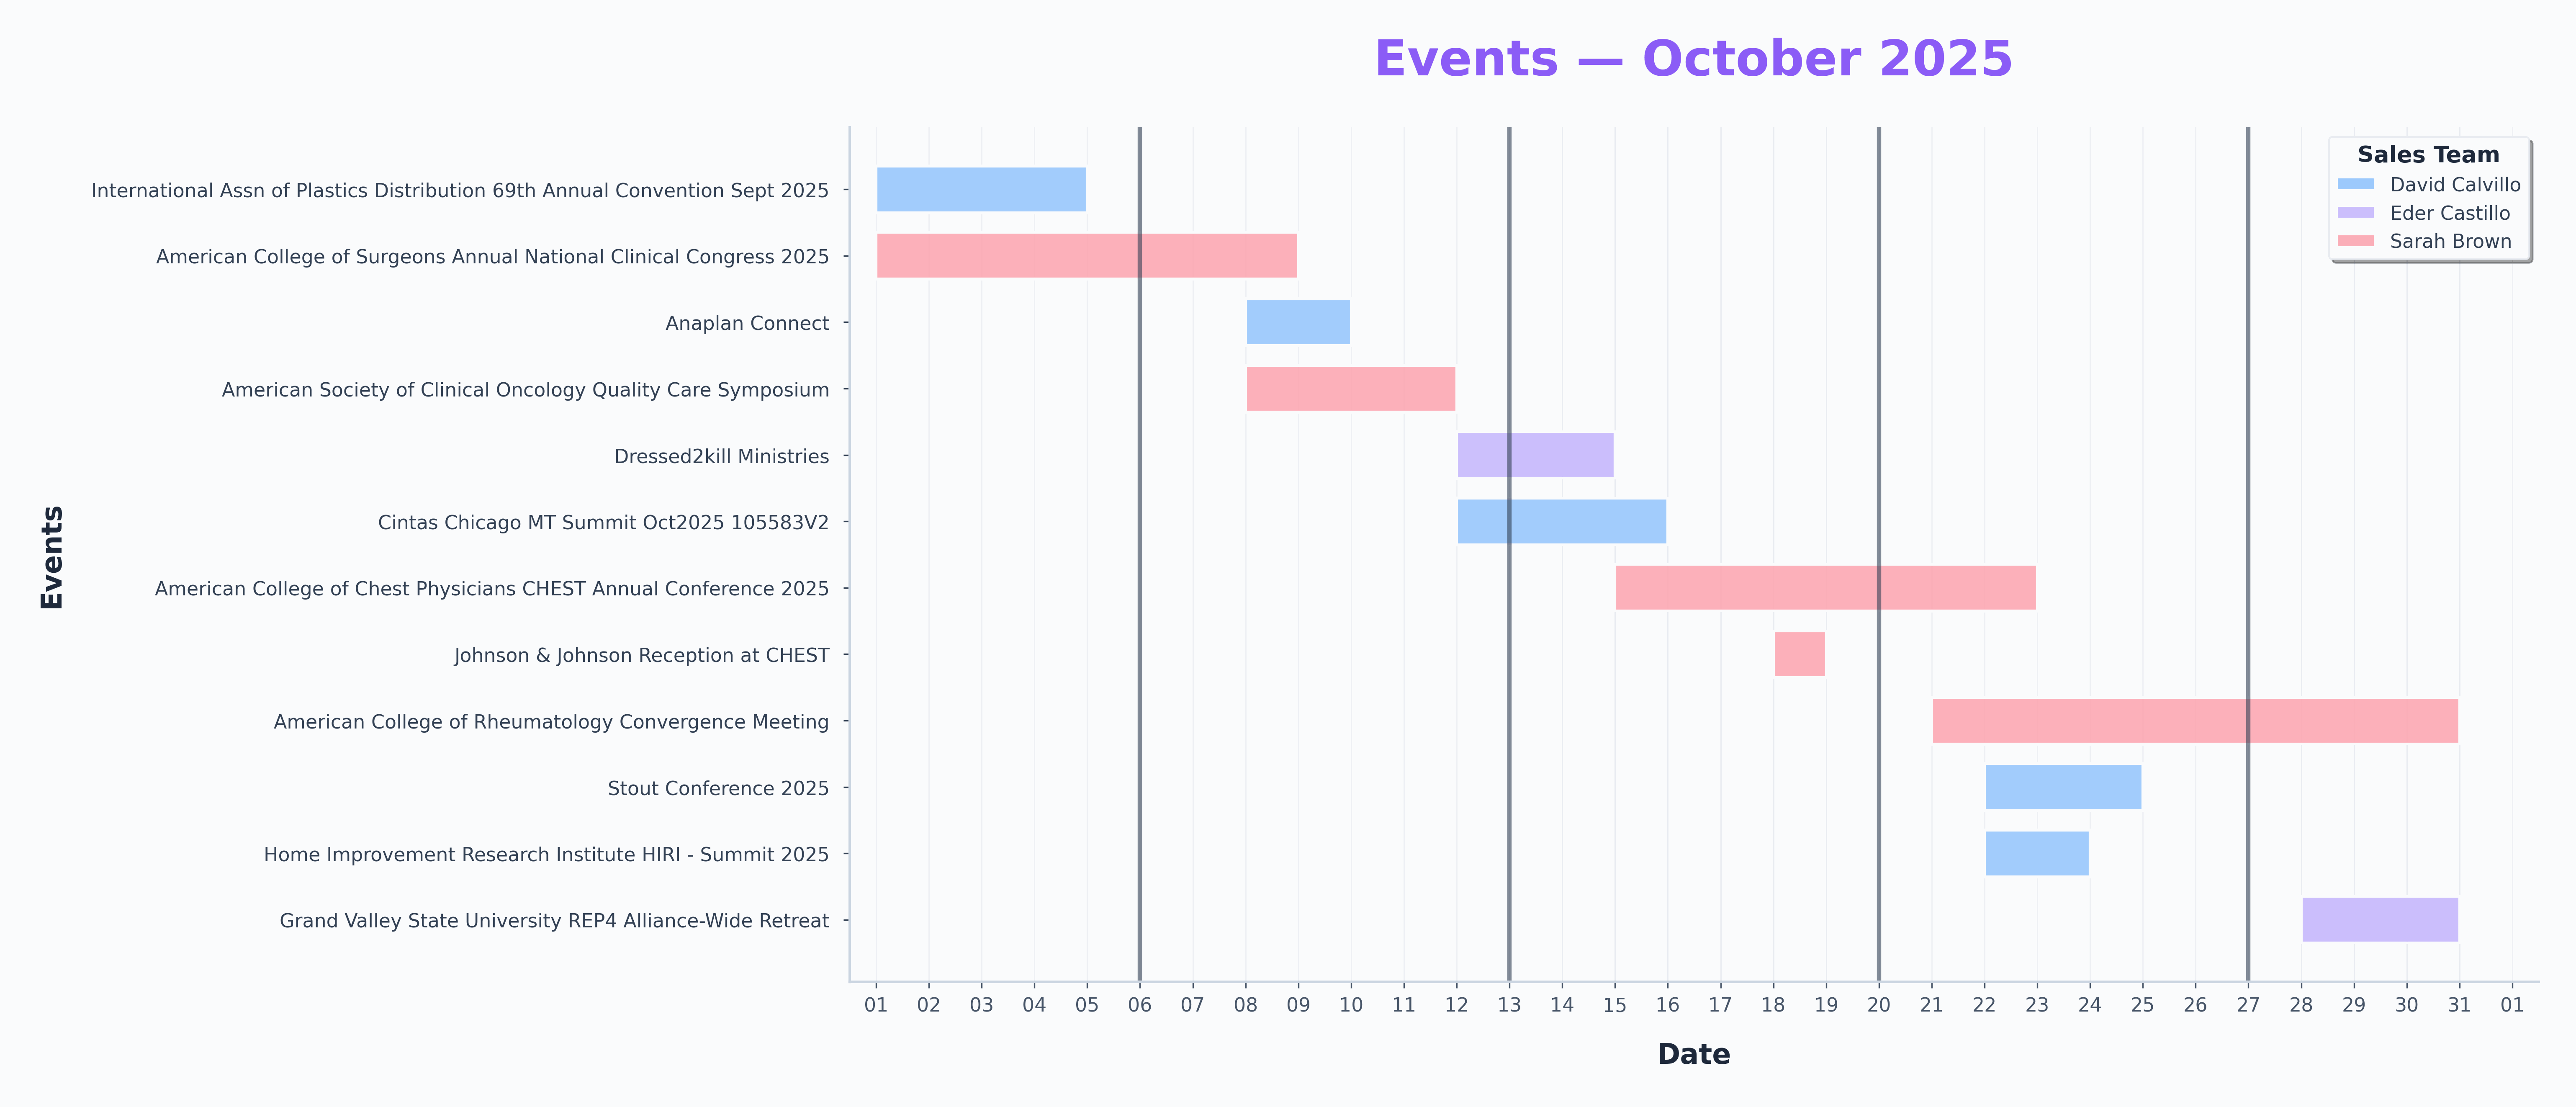 Events — October 2025
Sales Team
David Calvillo
Eder Castillo
Sarah Brown
Events
International Assn of Plastics Distribution 69th Annual Convention Sept 2025
American College of Surgeons Annual National Clinical Congress 2025
Anaplan Connect
American Society of Clinical Oncology Quality Care Symposium
Dressed2kill Ministries
Cintas Chicago MT Summit Oct2025 105583V2
American College of Chest Physicians CHEST Annual Conference 2025
Johnson & Johnson Reception at CHEST
American College of Rheumatology Convergence Meeting
Stout Conference 2025
Home Improvement Research Institute HIRI - Summit 2025
Grand Valley State University REP4 Alliance-Wide Retreat
01 02 03 04 05 06 07 08 09 10 11 12 13 14 15 16 17 18 19 20 21 22 23 24 25 26 27 28 29 30 31 01
Date